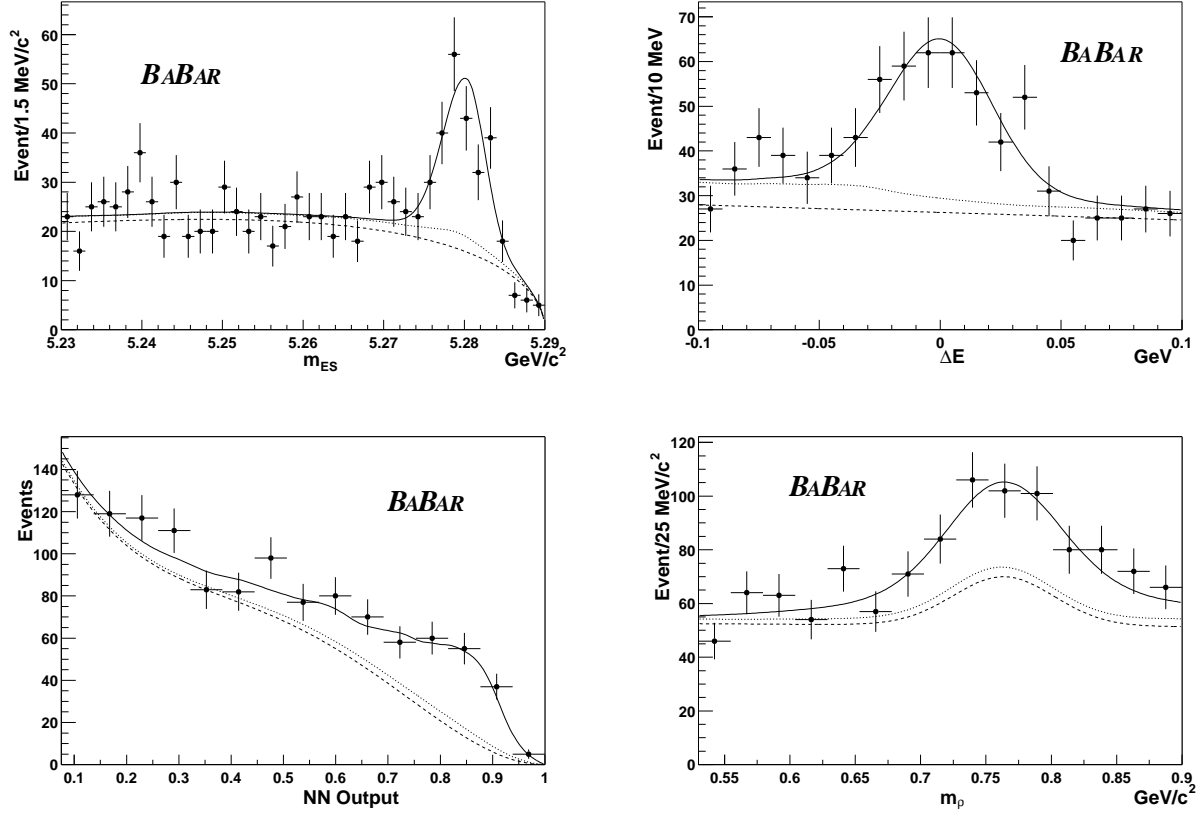 Event/1.5 MeV/c²
BABAR
60
50
40
30
20
10
0
5.23 5.24 5.25 5.26 5.27 5.28 5.29
m_ES GeV/c²
Event/10 MeV
BABAR
70
60
50
40
30
20
10
0
-0.1 -0.05 0 0.05 0.1
ΔE GeV
Events
BABAR
140
120
100
80
60
40
20
0
0.1 0.2 0.3 0.4 0.5 0.6 0.7 0.8 0.9 1
NN Output
Event/25 MeV/c²
BABAR
120
100
80
60
40
20
0
0.55 0.6 0.65 0.7 0.75 0.8 0.85 0.9
m_ρ GeV/c²